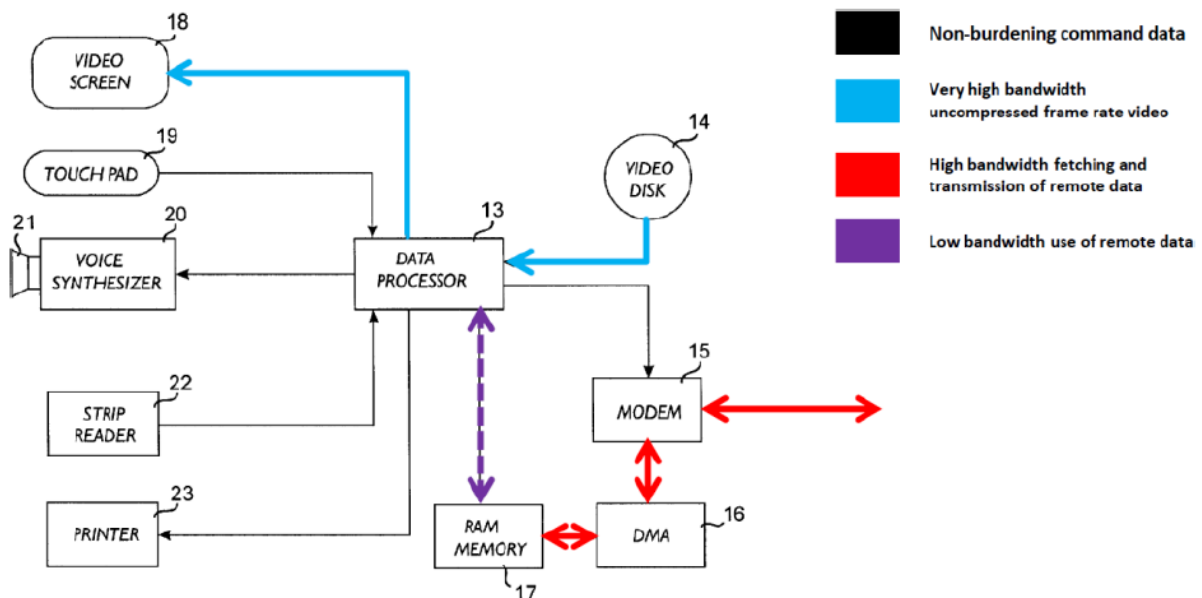 18
VIDEO
SCREEN
19
TOUCH PAD
21
20
VOICE
SYNTHESIZER
13
DATA
PROCESSOR
14
VIDEO
DISK
22
STRIP
READER
23
PRINTER
15
MODEM
16
DMA
RAM
MEMORY
17
Non-burdening command data
Very high bandwidth
uncompressed frame rate video
High bandwidth fetching and
transmission of remote data
Low bandwidth use of remote data